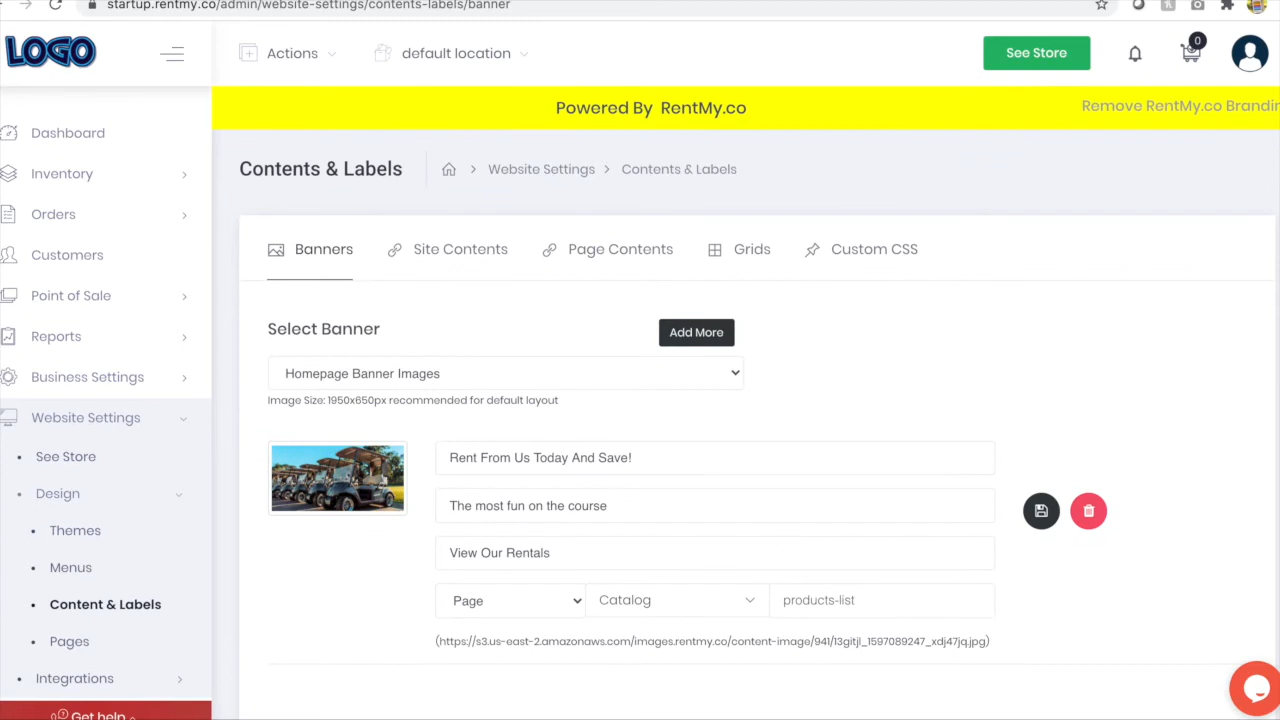 startup.rentmy.co/admin/website-settings/contents-labels/banner
LOGO
Actions
default location
See Store
0
Powered By RentMy.co
Remove RentMy.co Brandin
Dashboard
Inventory
Orders
Customers
Point of Sale
Reports
Business Settings
Website Settings
See Store
Design
Themes
Menus
Content & Labels
Pages
Integrations
Get help
Contents & Labels
Website Settings
Contents & Labels
Banners
Site Contents
Page Contents
Grids
Custom CSS
Select Banner
Add More
Homepage Banner Images
Image Size: 1950x650px recommended for default layout
Rent From Us Today And Save!
The most fun on the course
View Our Rentals
Page
Catalog
products-list
(https://s3.us-east-2.amazonaws.com/images.rentmy.co/content-image/941/l3gitjl_1597089247_xdj47jq.jpg)